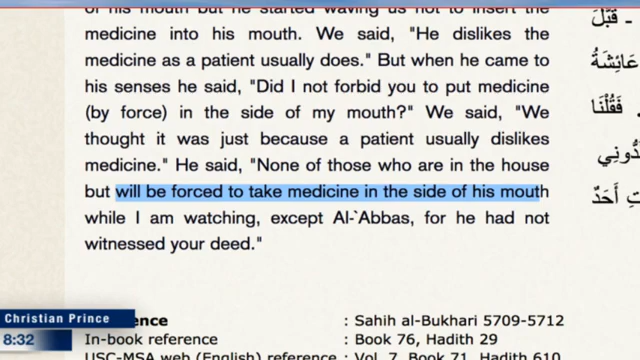 of his mouth but he started waving us not to insert the
medicine into his mouth. We said, "He dislikes the
medicine as a patient usually does." But when he came to
his senses he said, "Did I not forbid you to put medicine
(by force) in the side of my mouth?" We said, "We
thought it was just because a patient usually dislikes
medicine." He said, "None of those who are in the house
but will be forced to take medicine in the side of his mouth
while I am watching, except Al-`Abbas, for he had not
witnessed your deed."
- قَبَّلَ
عَائِشَةُ
فَقُلْنَا
أَحَدٌ
Christian Prince
8:32
: Sahih al-Bukhari 5709-5712
In-book reference : Book 76, Hadith 29
USC-MSA web (English) reference : Vol. 7, Book 71, Hadith 610